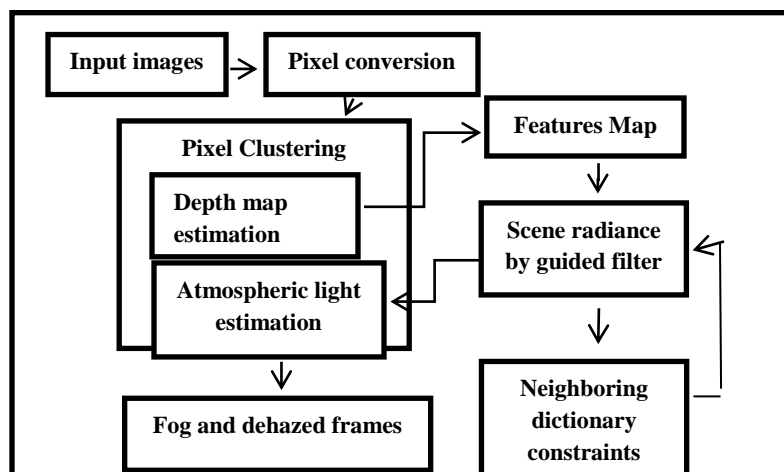 Input images
Pixel conversion
Pixel Clustering
Features Map
Depth map
estimation
Scene radiance
by guided filter
Atmospheric light
estimation
Neighboring
dictionary
constraints
Fog and dehazed frames